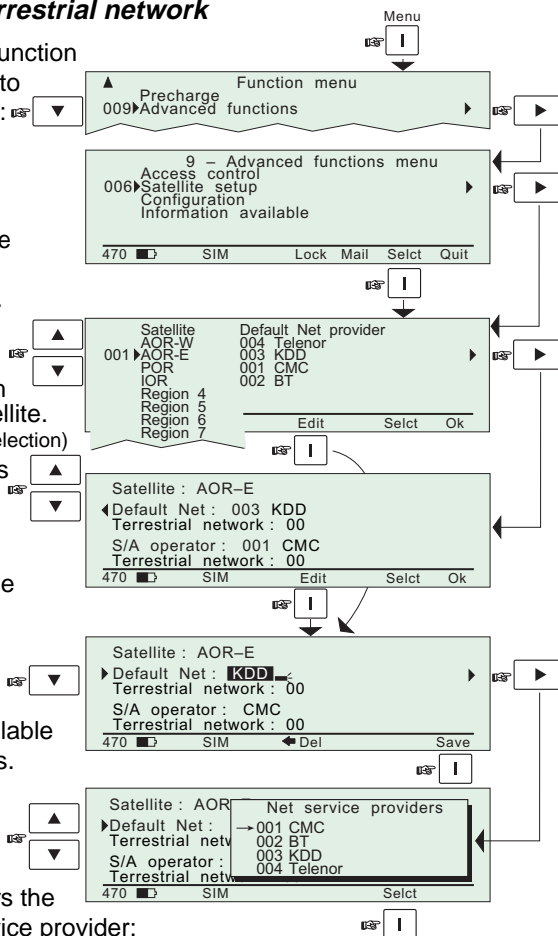 rrestrial network
Menu
unction
to
:
Function menu
Precharge
009 Advanced functions
9 – Advanced functions menu
Access control
006 Satellite setup
Configuration
Information available
470 SIM Lock Mail Selct Quit
e
.
Satellite Default Net provider
AOR-W 004 Telenor
001 AOR-E 003 KDD
POR 001 CMC
IOR 002 BT
Region 4
Region 5
Region 6
Region 7
Edit Selct Ok
n
llite.
election)
s
Satellite : AOR–E
Default Net : 003 KDD
Terrestrial network : 00
S/A operator : 001 CMC
Terrestrial network : 00
470 SIM Edit Selct Ok
e
Satellite : AOR–E
Default Net : KDD
Terrestrial network : 00
S/A operator : CMC
Terrestrial network : 00
470 SIM Del Save
lable
s.
Satellite : AOR
Default Net :
Terrestrial netw
S/A operator :
Terrestrial netw
Net service providers
→001 CMC
002 BT
003 KDD
004 Telenor
470 SIM Selct
rs the
vice provider: